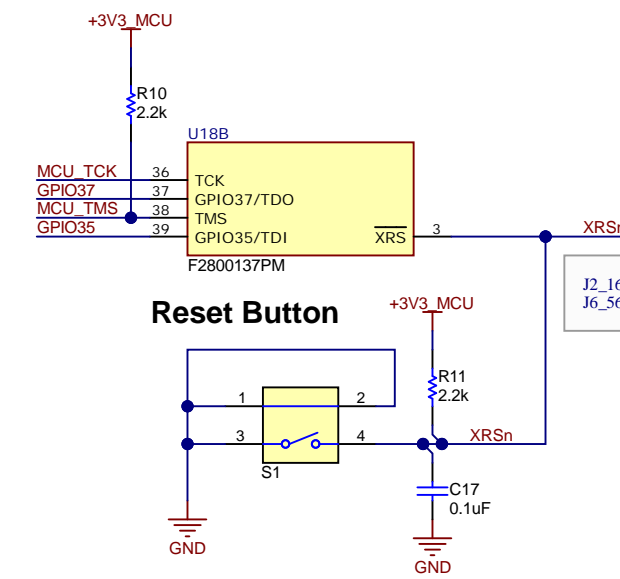 +3V3_MCU
R10
2.2k
U18B
MCU_TCK 36 TCK
GPIO37 37 GPIO37/TDO
MCU_TMS 38 TMS
GPIO35 39 GPIO35/TDI
XRS 3 XRSn
F2800137PM
J2_16
J6_56
Reset Button
+3V3_MCU
R11
2.2k
1 2
3 4 XRSn
S1
C17
0.1uF
GND
GND